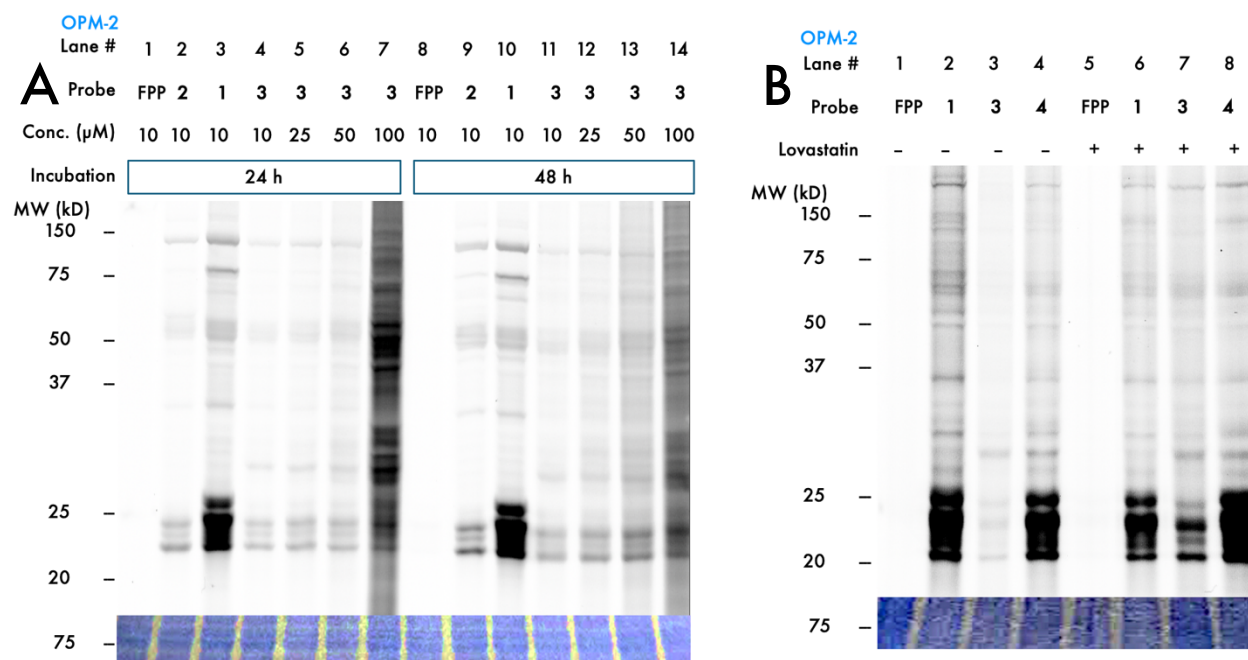 OPM-2
Lane # 1 2 3 4 5 6 7 8 9 10 11 12 13 14
A
Probe FPP 2 1 3 3 3 3 FPP 2 1 3 3 3 3
Conc. (µM) 10 10 10 10 25 50 100 10 10 10 10 25 50 100
Incubation 24 h 48 h
MW (kD)
150 –
75 –
50 –
37 –
25 –
20 –
75 –
OPM-2
Lane # 1 2 3 4 5 6 7 8
B
Probe FPP 1 3 4 FPP 1 3 4
Lovastatin – – – – + + + +
MW (kD)
150 –
75 –
50 –
37 –
25 –
20 –
75 –